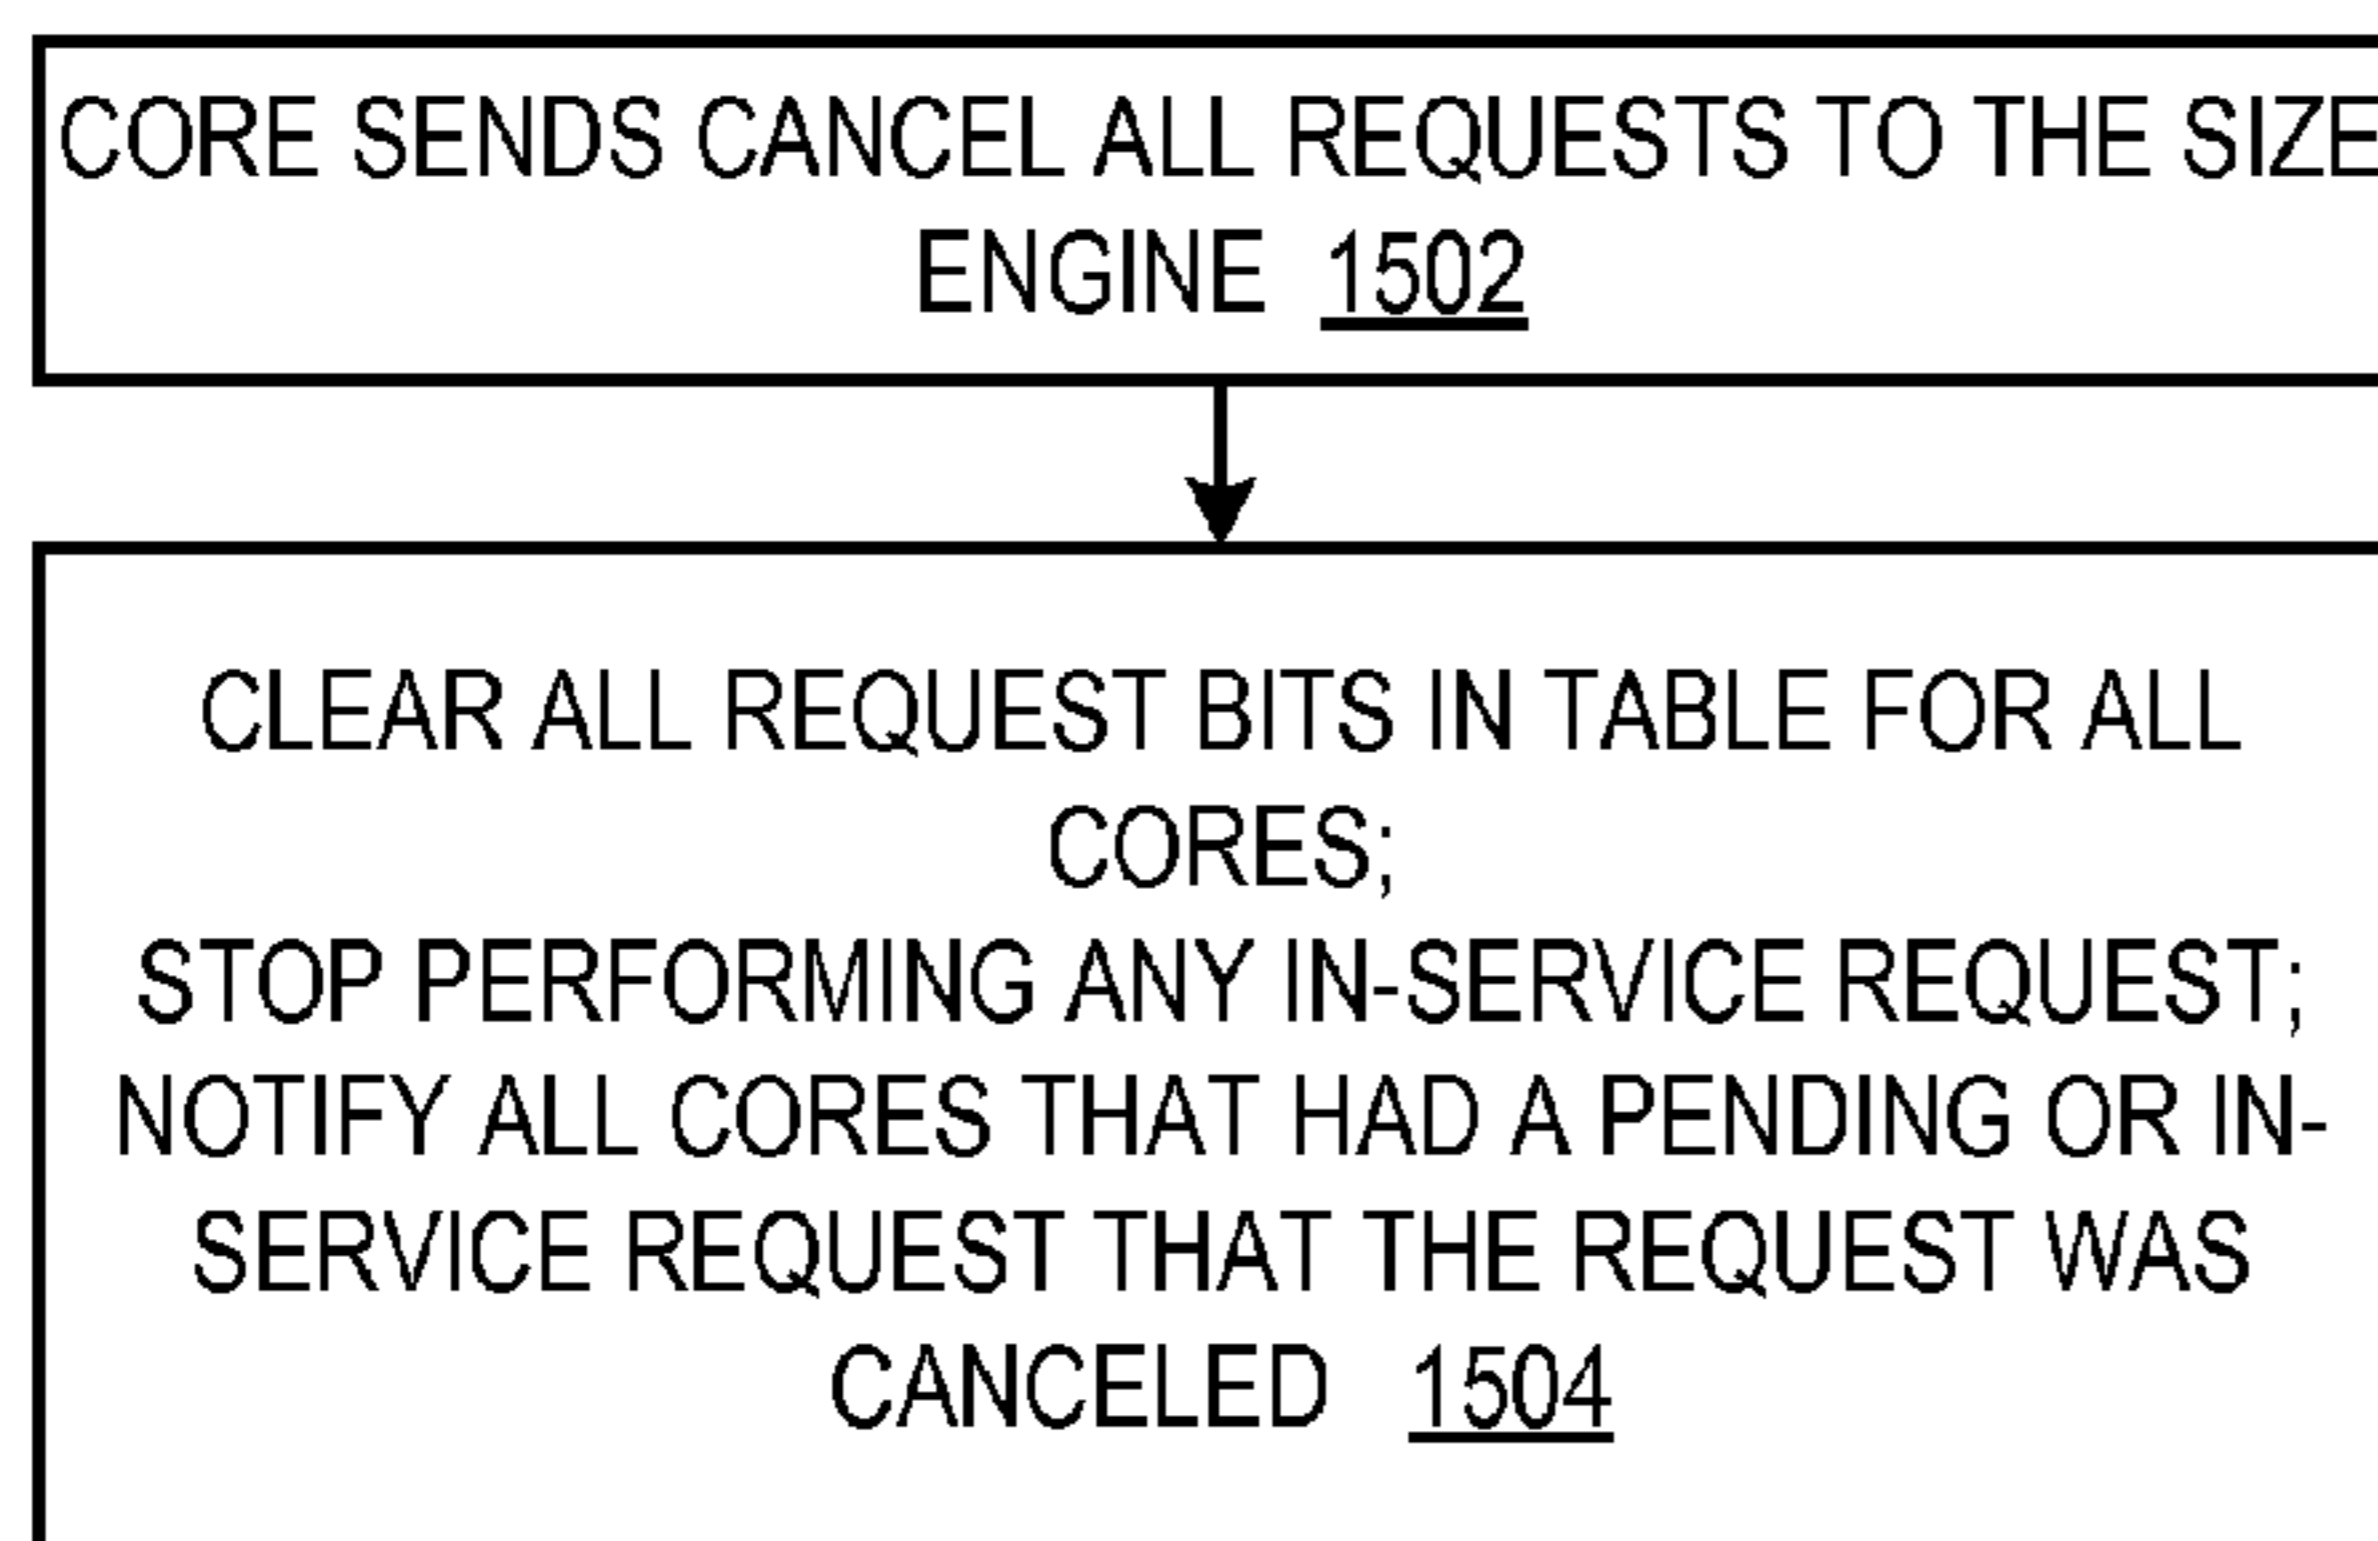 CORE SENDS CANCEL ALL REQUESTS TO THE SIZE
ENGINE 1502
CLEAR ALL REQUEST BITS IN TABLE FOR ALL
CORES;
STOP PERFORMING ANY IN-SERVICE REQUEST;
NOTIFY ALL CORES THAT HAD A PENDING OR IN-
SERVICE REQUEST THAT THE REQUEST WAS
CANCELED 1504